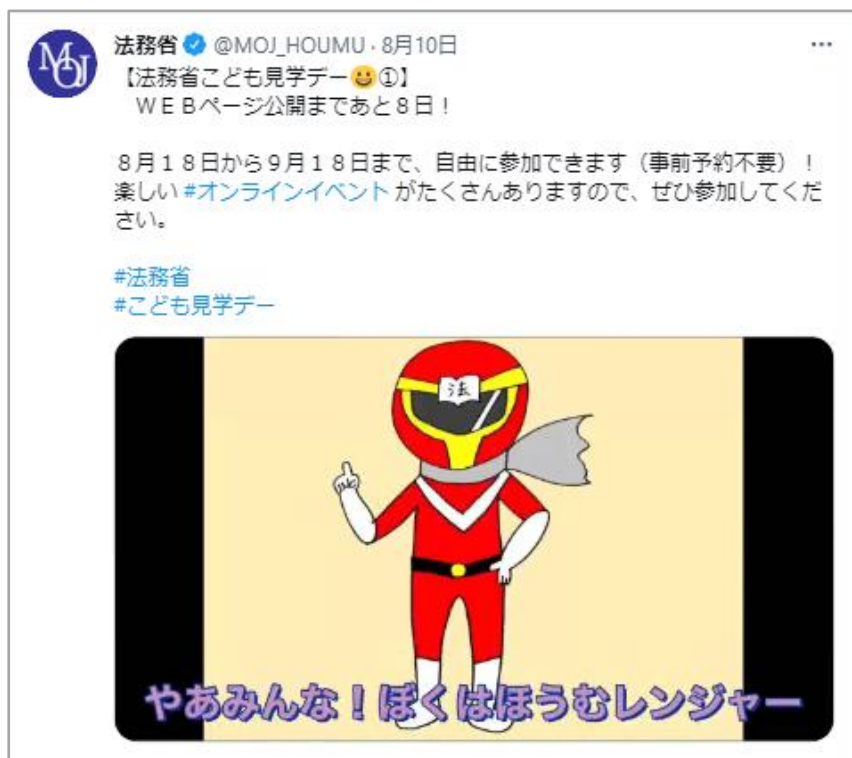 MOJ
法務省 @MOJ_HOUMU · 8月10日
【法務省こども見学デー😀①】
　ＷＥＢページ公開まであと８日！
８月１８日から９月１８日まで、自由に参加できます（事前予約不要）！
楽しい #オンラインイベント がたくさんありますので、ぜひ参加してくだ
さい。
#法務省
#こども見学デー
法
やあみんな！ぼくはほうむレンジャー